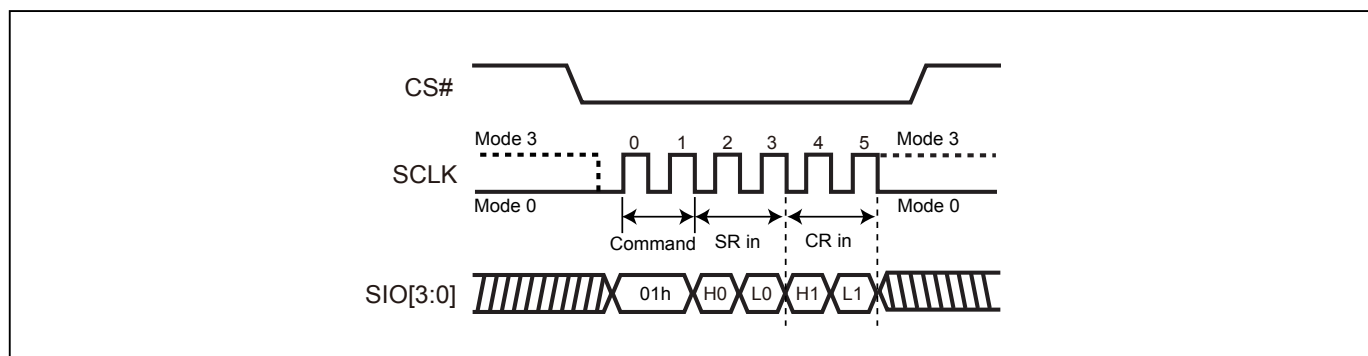 CS#
Mode 3 0 1 2 3 4 5 Mode 3
SCLK
Mode 0 Mode 0
Command SR in CR in
SIO[3:0] 01h H0 L0 H1 L1